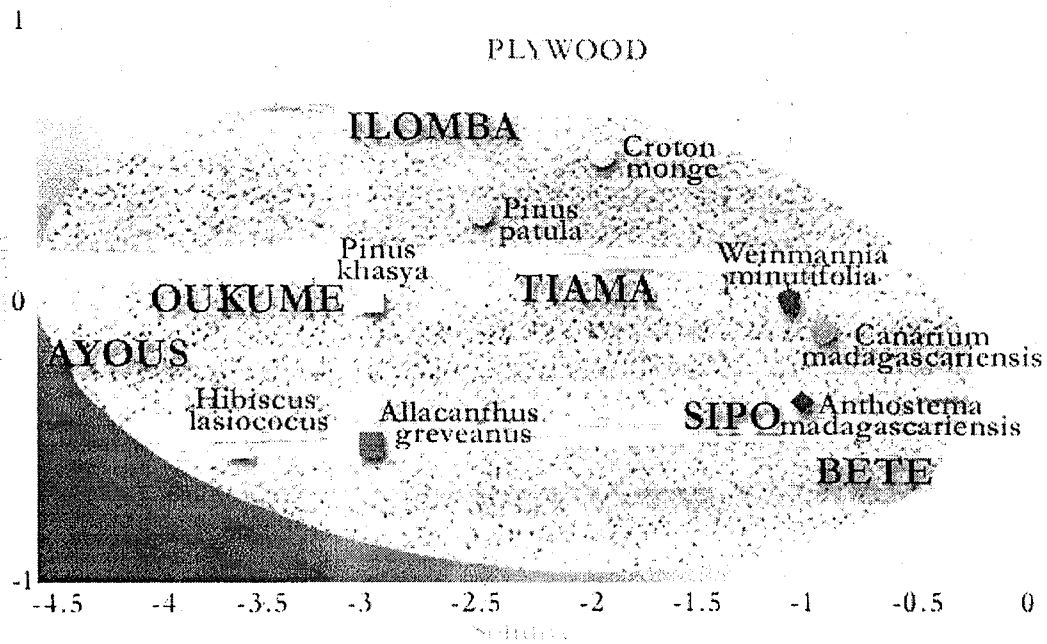 1
PLYWOOD
ILOMBA
Croton
monge
Pinus
patula
Pinus
khasya
Weinmannia
minutifolia
0
OUKUME
TIAMA
AYOUS
Canarium
madagascariensis
Hibiscus
lasiococus
Allacanthus
greveanus
SIPO
Anthostema
madagascariensis
BETE
-1
-4.5 -4 -3.5 -3 -2.5 -2 -1.5 -1 -0.5 0